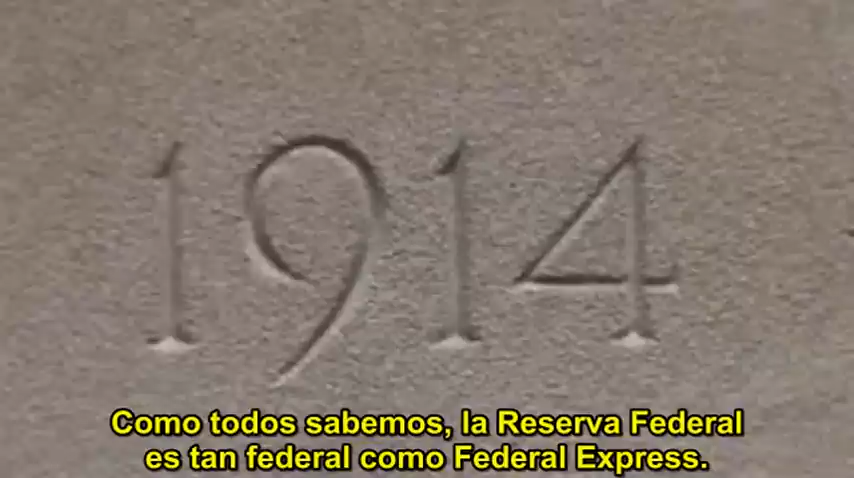 1914
Como todos sabemos, la Reserva Federal
es tan federal como Federal Express.